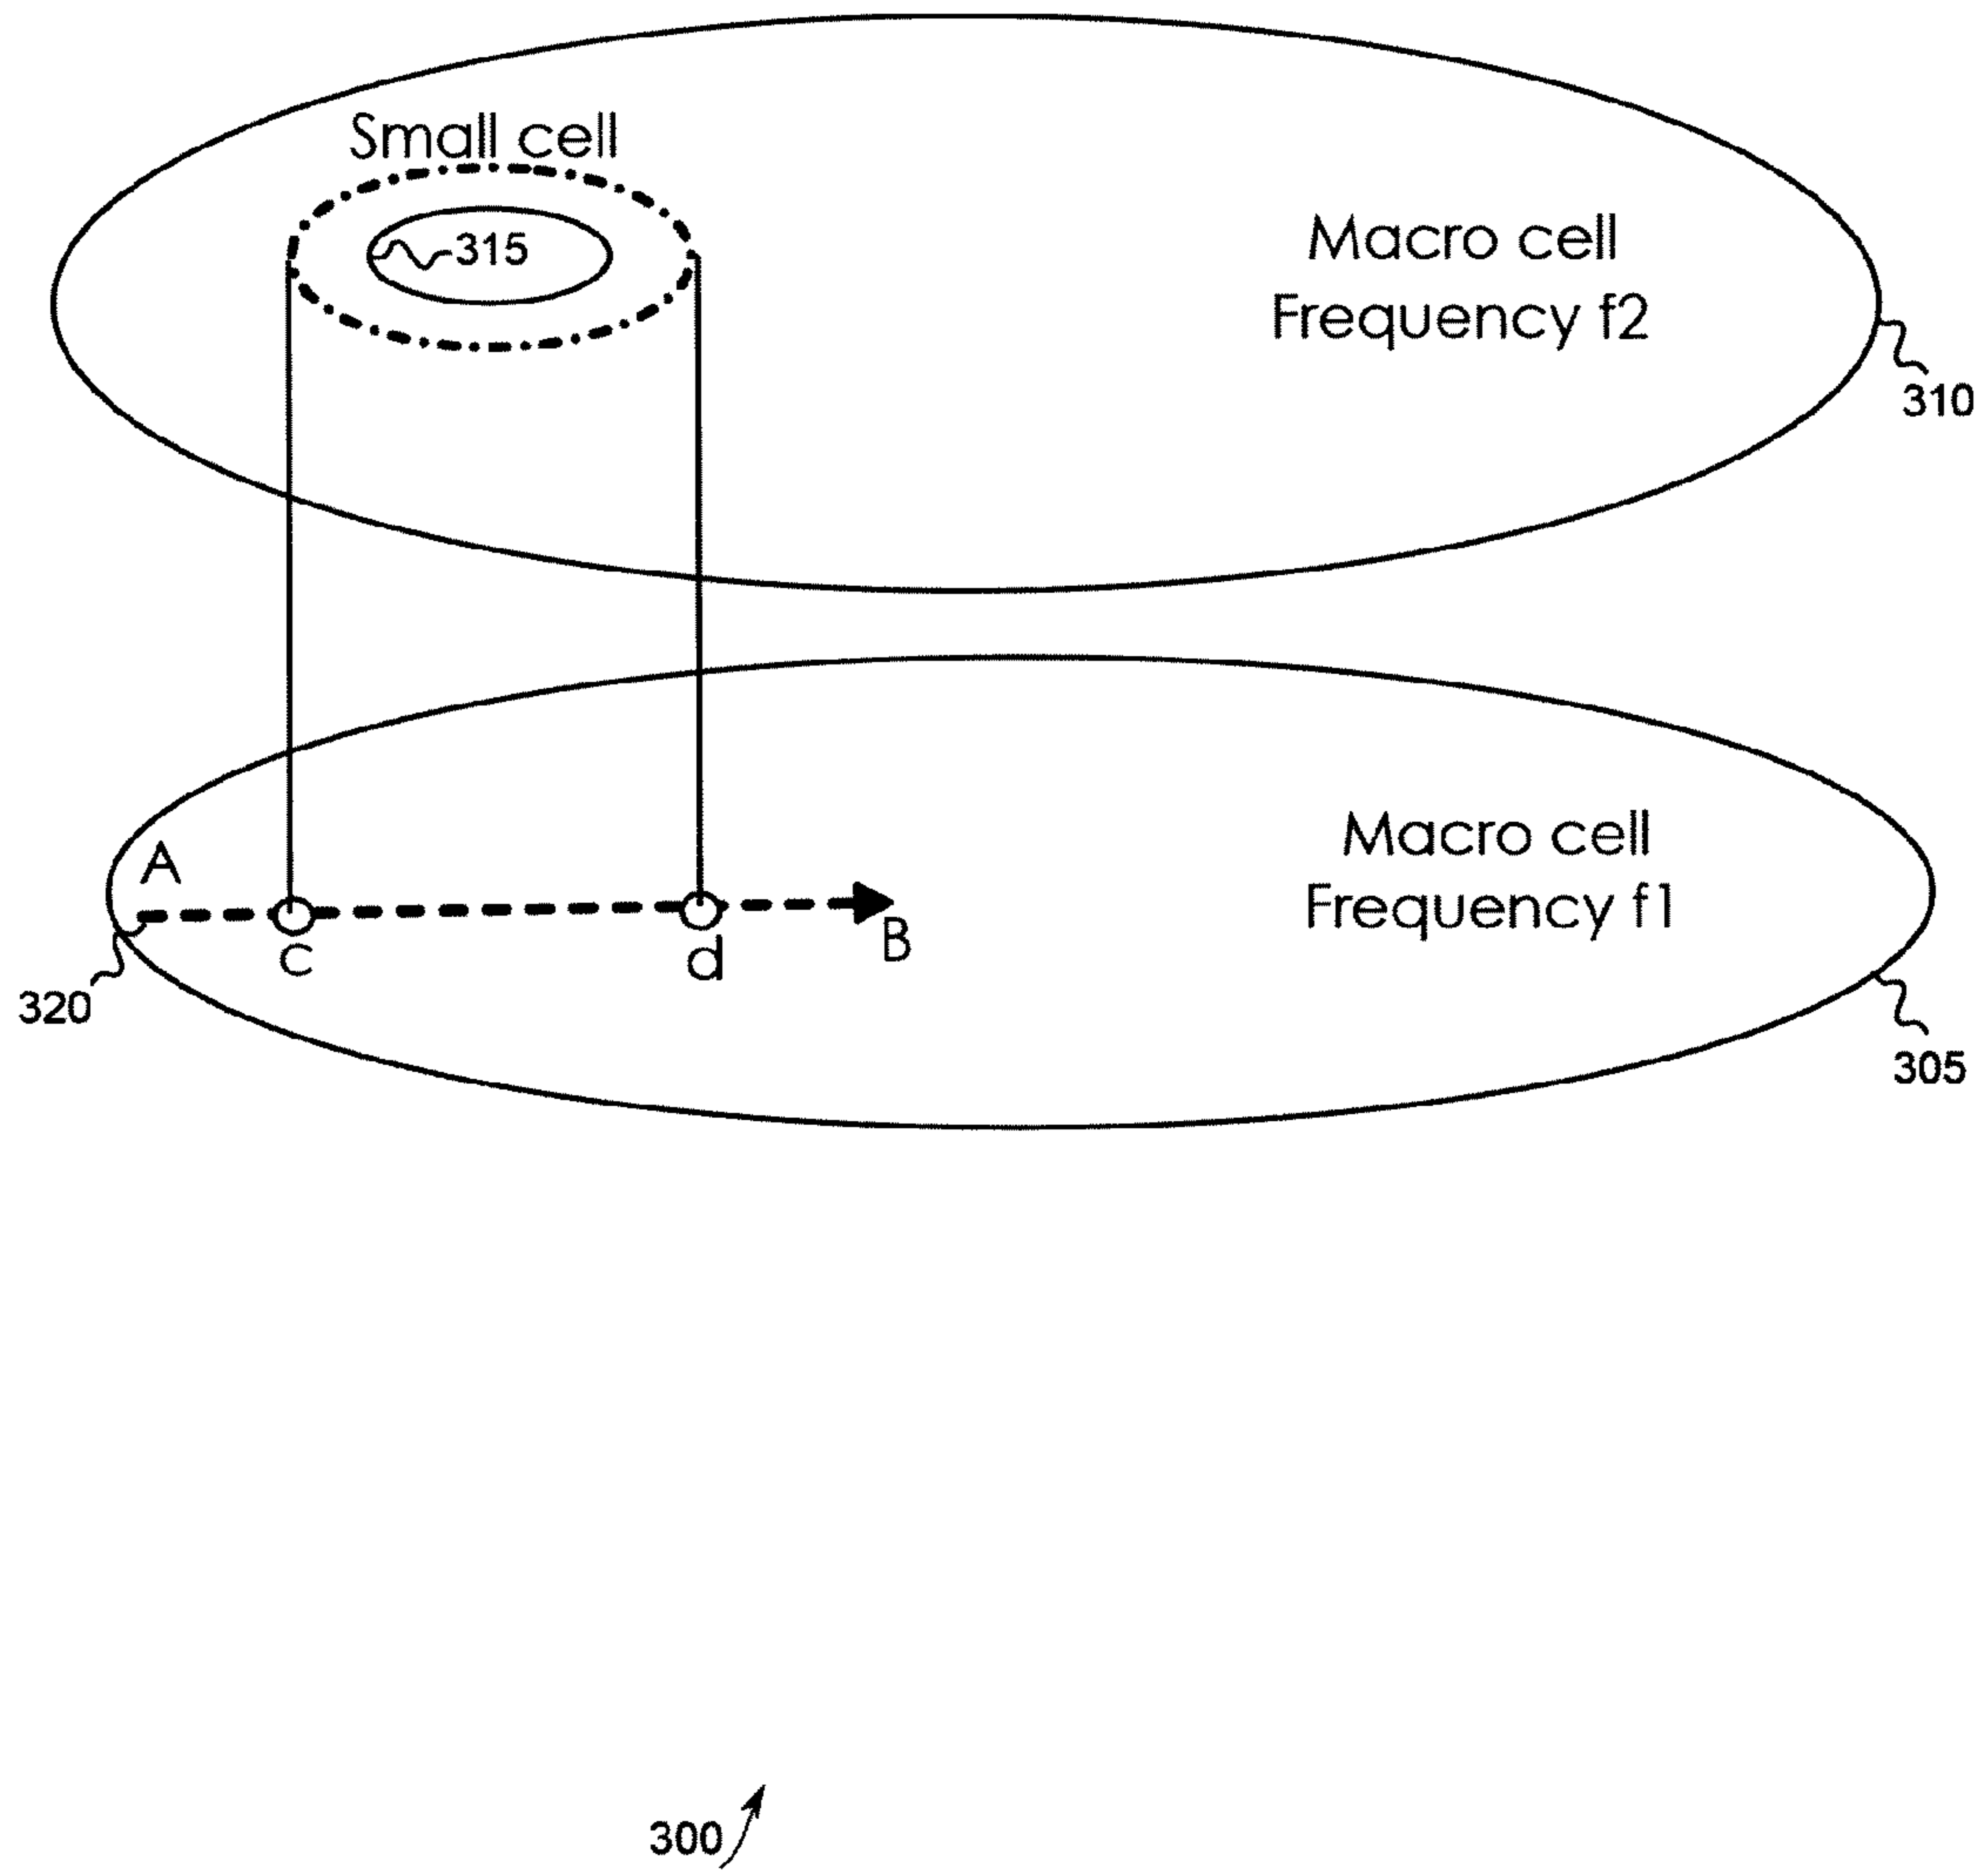 Small cell
315
Macro cell
Frequency f2
310
Macro cell
Frequency f1
A
B
c
d
320
305
300